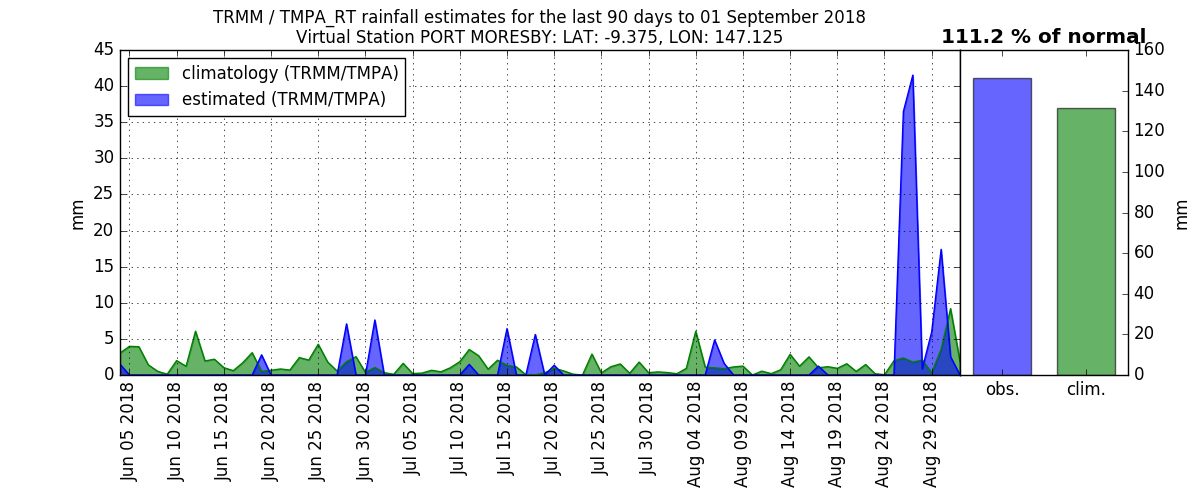 TRMM / TMPA_RT rainfall estimates for the last 90 days to 01 September 2018
Virtual Station PORT MORESBY: LAT: -9.375, LON: 147.125
111.2 % of normal
climatology (TRMM/TMPA)
estimated (TRMM/TMPA)
mm
45
40
35
30
25
20
15
10
5
0
Jun 05 2018
Jun 10 2018
Jun 15 2018
Jun 20 2018
Jun 25 2018
Jun 30 2018
Jul 05 2018
Jul 10 2018
Jul 15 2018
Jul 20 2018
Jul 25 2018
Jul 30 2018
Aug 04 2018
Aug 09 2018
Aug 14 2018
Aug 19 2018
Aug 24 2018
Aug 29 2018
obs.
clim.
160
140
120
100
80
60
40
20
0
mm